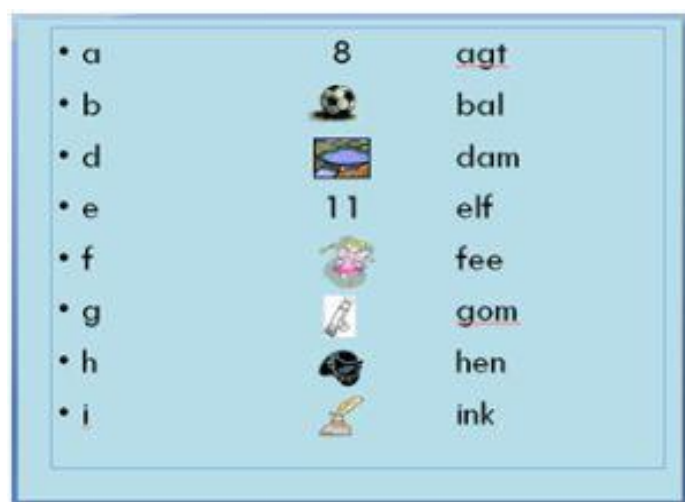 • a 8 agt
• b bal
• d dam
• e 11 elf
• f fee
• g gom
• h hen
• i ink